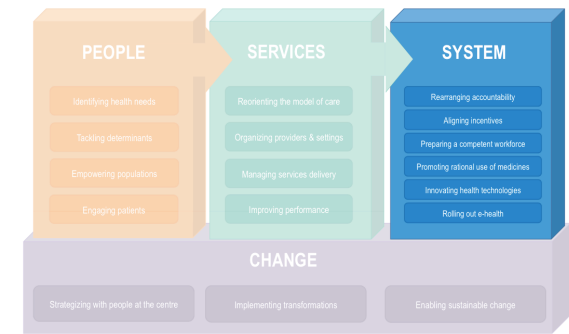 PEOPLE
Identifying health needs
Tackling determinants
Empowering populations
Engaging patients
SERVICES
Reorienting the model of care
Organizing providers & settings
Managing services delivery
Improving performance
SYSTEM
Rearranging accountability
Aligning incentives
Preparing a competent workforce
Promoting rational use of medicines
Innovating health technologies
Rolling out e-health
CHANGE
Strategizing with people at the centre
Implementing transformations
Enabling sustainable change